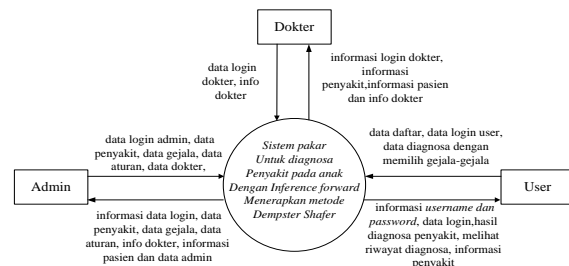 Dokter
data login
dokter, info
dokter
informasi login dokter,
informasi
penyakit,informasi pasien
dan info dokter
data login admin, data
penyakit, data gejala, data
aturan, data dokter,
Sistem pakar
Untuk diagnosa
Penyakit pada anak
Dengan Inference forward
Menerapkan metode
Dempster Shafer
data daftar, data login user,
data diagnosa dengan
memilih gejala-gejala
Admin
User
informasi data login, data
penyakit, data gejala, data
aturan, info dokter, informasi
pasien dan data admin
informasi username dan
password, data login,hasil
diagnosa penyakit, melihat
riwayat diagnosa, informasi
penyakit